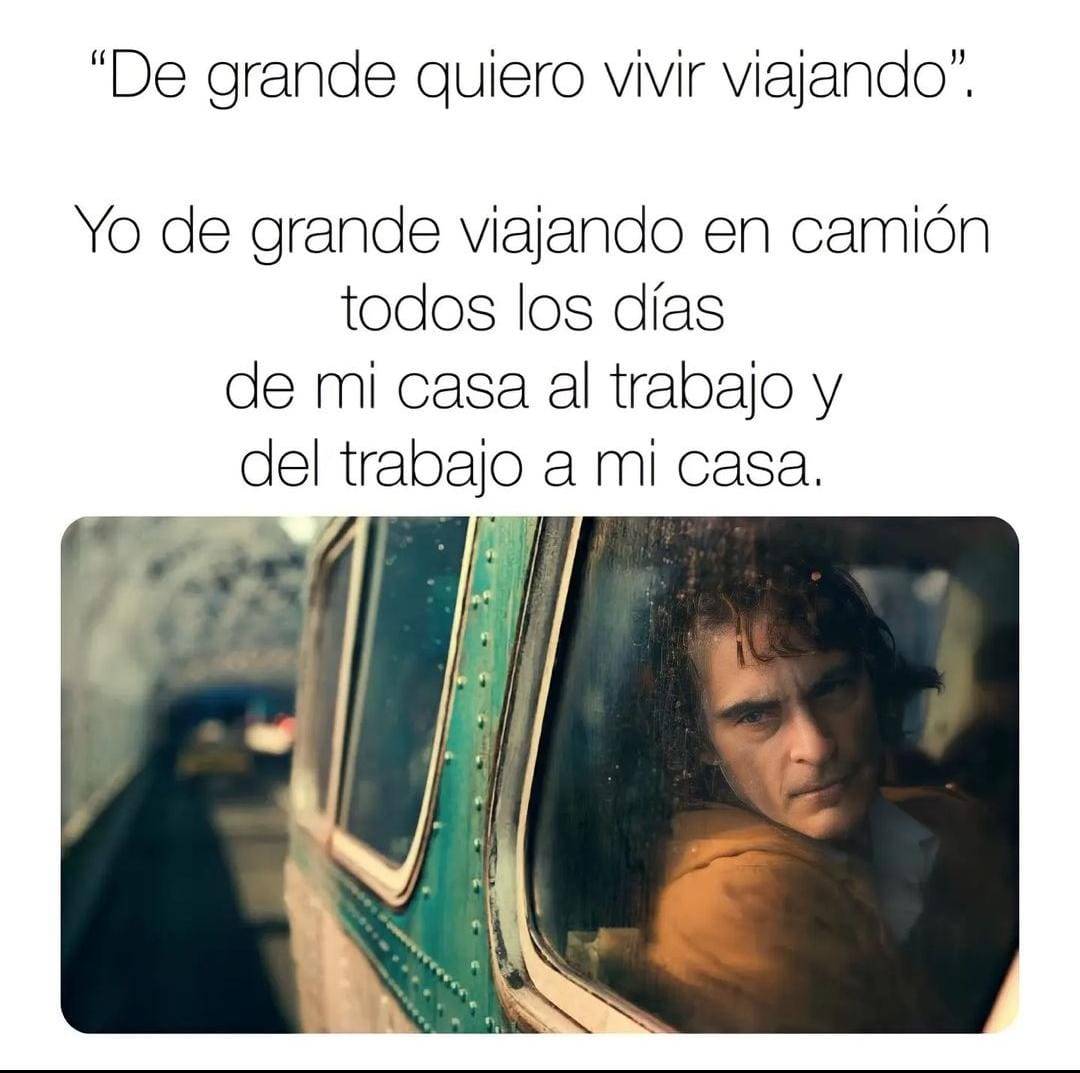 “De grande quiero vivir viajando”.
Yo de grande viajando en camión
todos los días
de mi casa al trabajo y
del trabajo a mi casa.